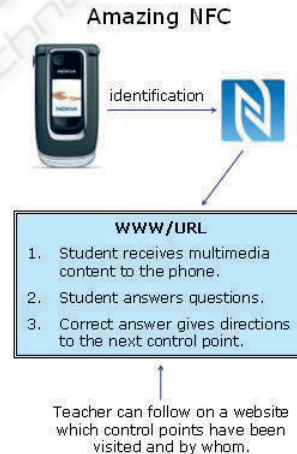 Amazing NFC
NOKIA
identification
NOKIA
WWW/URL
1. Student receives multimedia
content to the phone.
2. Student answers questions.
3. Correct answer gives directions
to the next control point.
Teacher can follow on a website
which control points have been
visited and by whom.